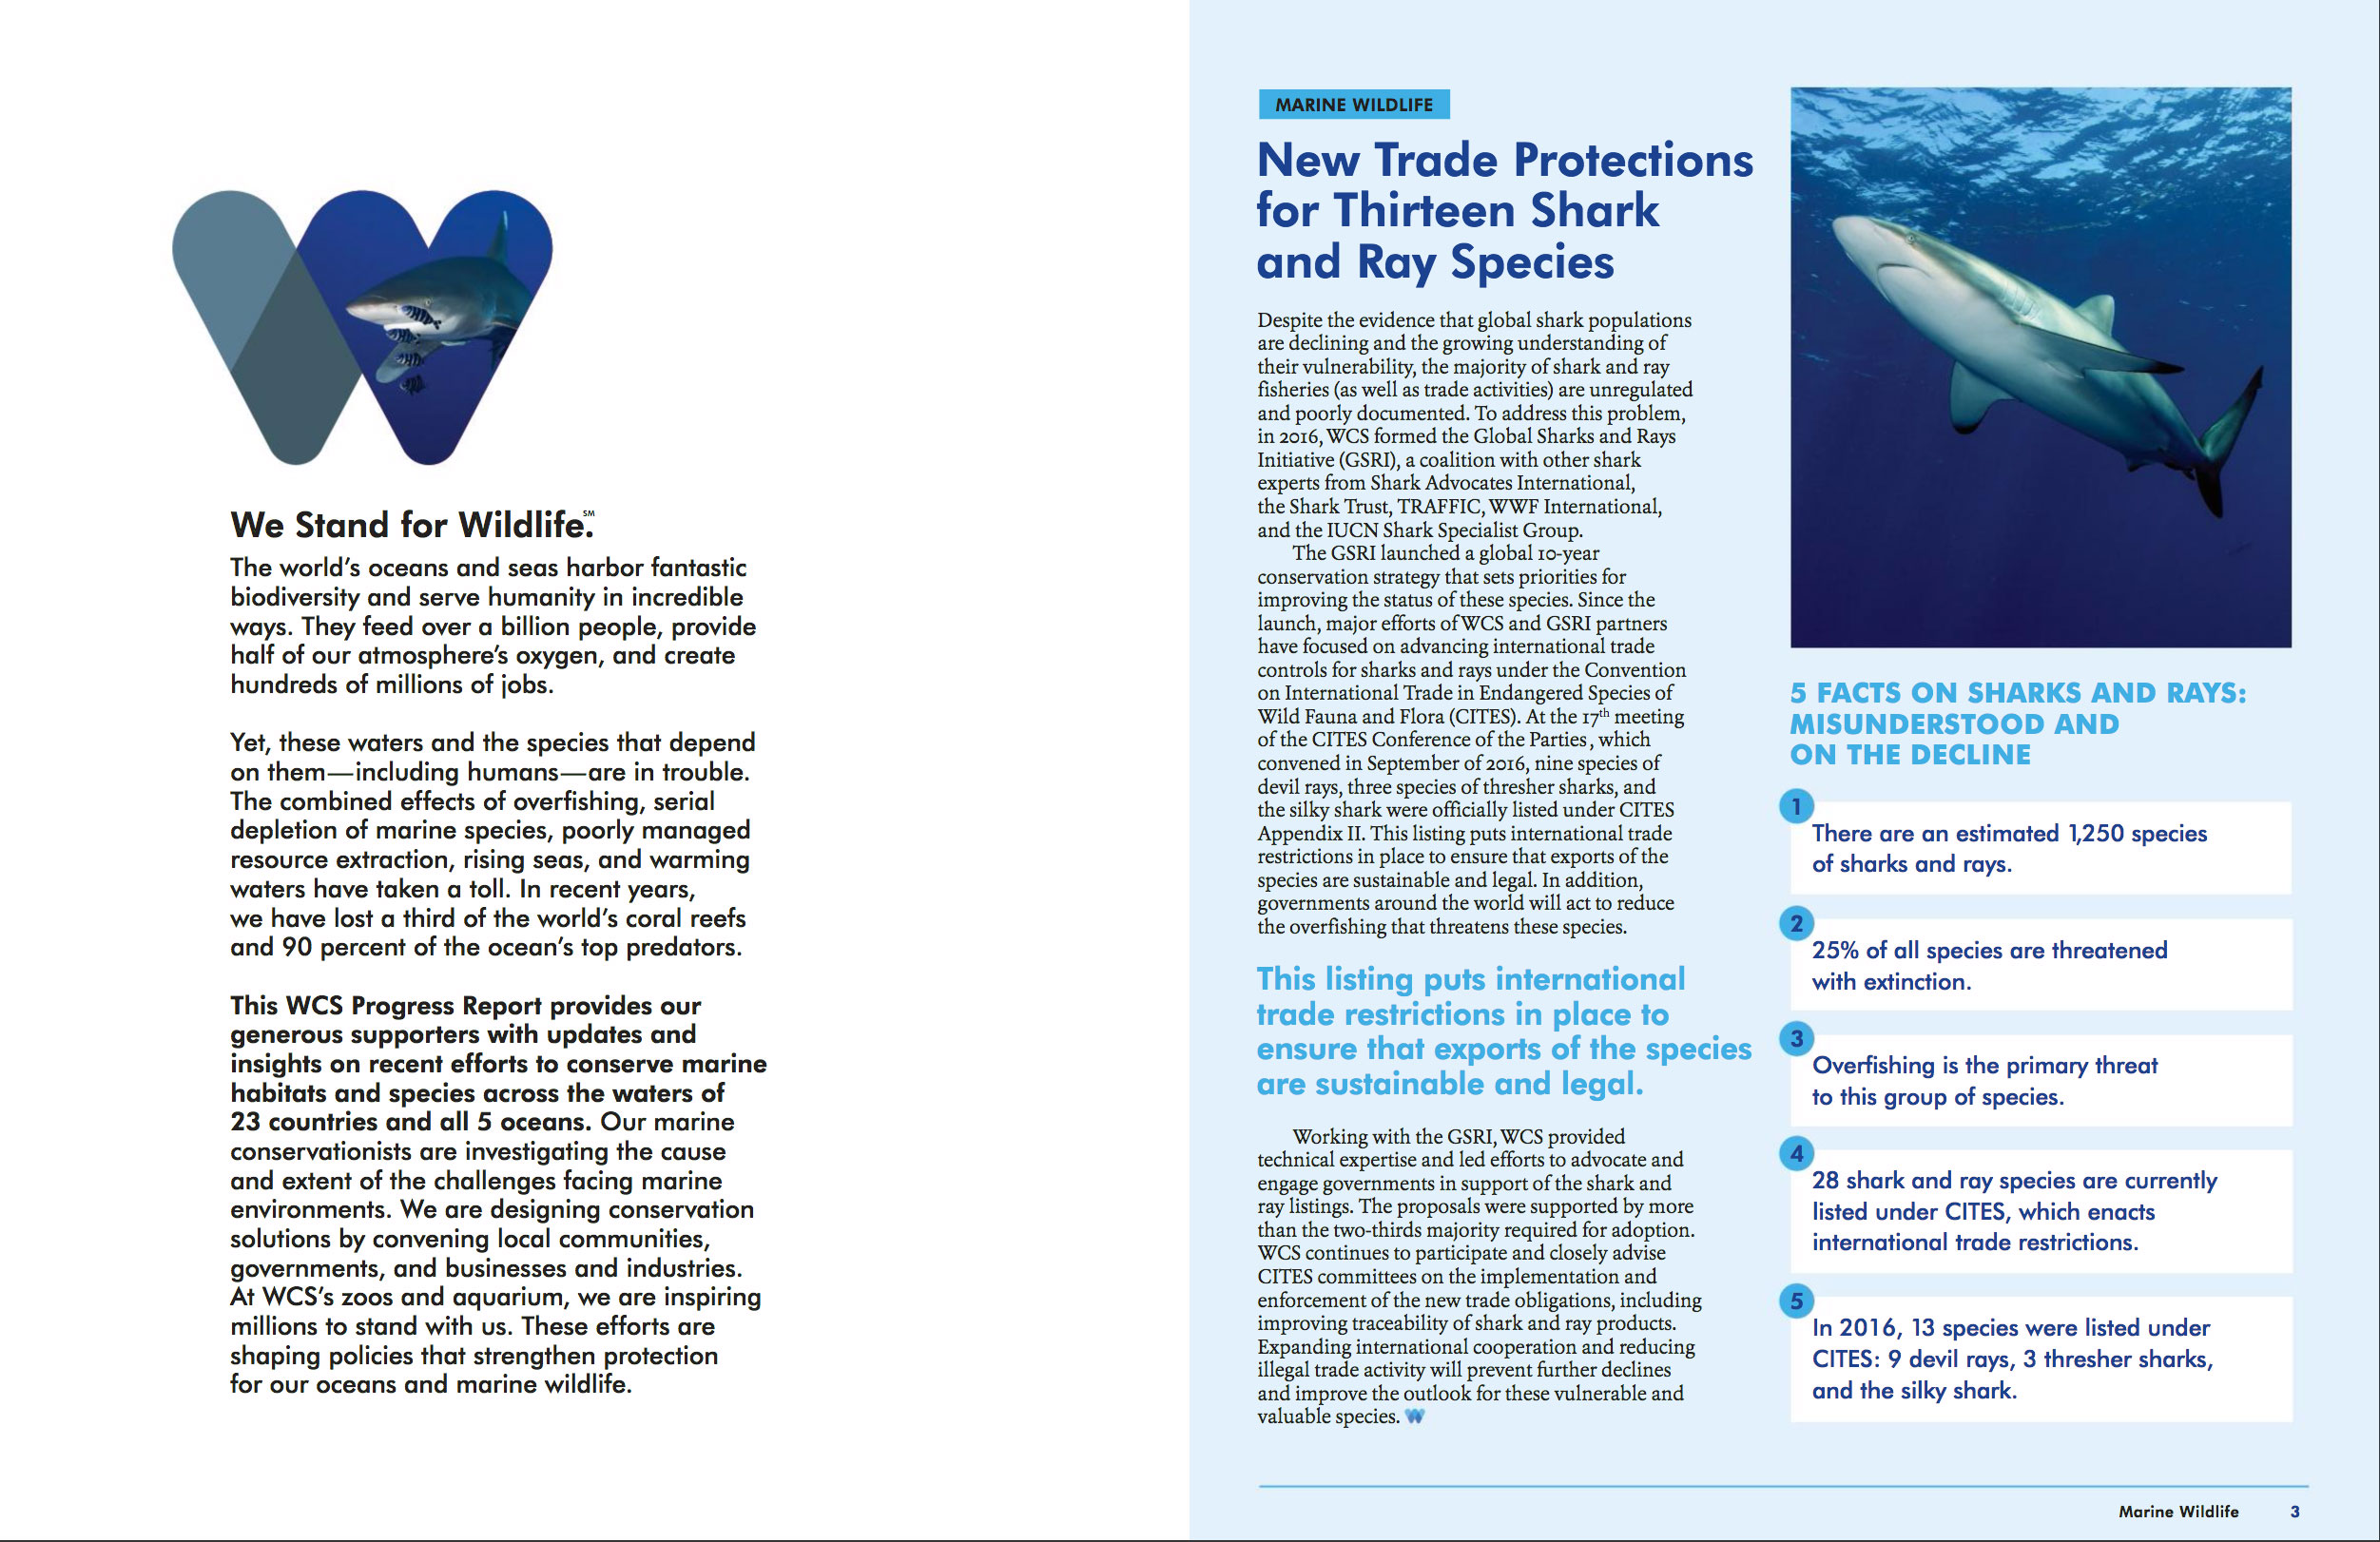 We Stand for Wildlife.℠
The world’s oceans and seas harbor fantastic
biodiversity and serve humanity in incredible
ways. They feed over a billion people, provide
half of our atmosphere’s oxygen, and create
hundreds of millions of jobs.
Yet, these waters and the species that depend
on them—including humans—are in trouble.
The combined effects of overfishing, serial
depletion of marine species, poorly managed
resource extraction, rising seas, and warming
waters have taken a toll. In recent years,
we have lost a third of the world’s coral reefs
and 90 percent of the ocean’s top predators.
This WCS Progress Report provides our
generous supporters with updates and
insights on recent efforts to conserve marine
habitats and species across the waters of
23 countries and all 5 oceans. Our marine
conservationists are investigating the cause
and extent of the challenges facing marine
environments. We are designing conservation
solutions by convening local communities,
governments, and businesses and industries.
At WCS’s zoos and aquarium, we are inspiring
millions to stand with us. These efforts are
shaping policies that strengthen protection
for our oceans and marine wildlife.
MARINE WILDLIFE
New Trade Protections
for Thirteen Shark
and Ray Species
Despite the evidence that global shark populations
are declining and the growing understanding of
their vulnerability, the majority of shark and ray
fisheries (as well as trade activities) are unregulated
and poorly documented. To address this problem,
in 2016, WCS formed the Global Sharks and Rays
Initiative (GSRI), a coalition with other shark
experts from Shark Advocates International,
the Shark Trust, TRAFFIC, WWF International,
and the IUCN Shark Specialist Group.
The GSRI launched a global 10-year
conservation strategy that sets priorities for
improving the status of these species. Since the
launch, major efforts of WCS and GSRI partners
have focused on advancing international trade
controls for sharks and rays under the Convention
on International Trade in Endangered Species of
Wild Fauna and Flora (CITES). At the 17th meeting
of the CITES Conference of the Parties, which
convened in September of 2016, nine species of
devil rays, three species of thresher sharks, and
the silky shark were officially listed under CITES
Appendix II. This listing puts international trade
restrictions in place to ensure that exports of the
species are sustainable and legal. In addition,
governments around the world will act to reduce
the overfishing that threatens these species.
This listing puts international
trade restrictions in place to
ensure that exports of the species
are sustainable and legal.
Working with the GSRI, WCS provided
technical expertise and led efforts to advocate and
engage governments in support of the shark and
ray listings. The proposals were supported by more
than the two-thirds majority required for adoption.
WCS continues to participate and closely advise
CITES committees on the implementation and
enforcement of the new trade obligations, including
improving traceability of shark and ray products.
Expanding international cooperation and reducing
illegal trade activity will prevent further declines
and improve the outlook for these vulnerable and
valuable species.
5 FACTS ON SHARKS AND RAYS:
MISUNDERSTOOD AND
ON THE DECLINE
1
There are an estimated 1,250 species
of sharks and rays.
2
25% of all species are threatened
with extinction.
3
Overfishing is the primary threat
to this group of species.
4
28 shark and ray species are currently
listed under CITES, which enacts
international trade restrictions.
5
In 2016, 13 species were listed under
CITES: 9 devil rays, 3 thresher sharks,
and the silky shark.
Marine Wildlife 3